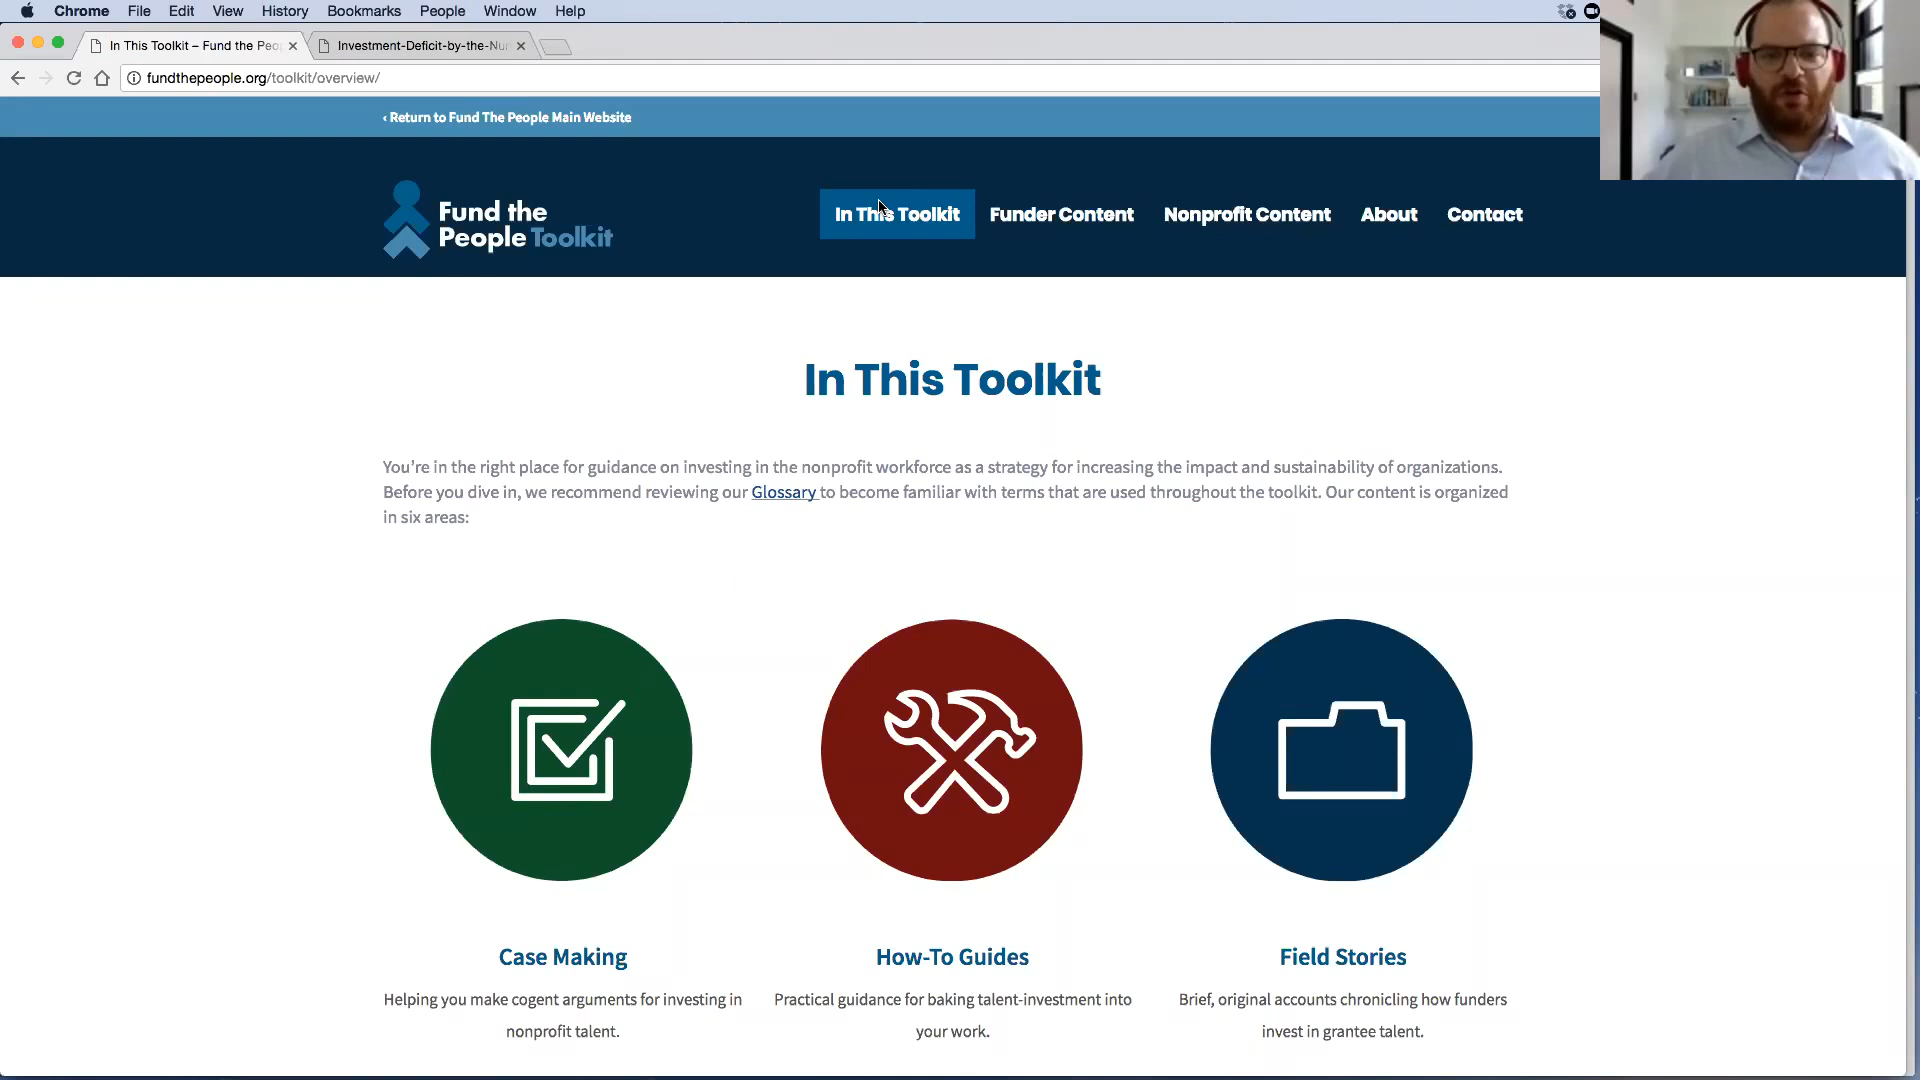 Chrome File Edit View History Bookmarks People Window Help
In This Toolkit – Fund the Peo
Investment-Deficit-by-the-Nu
fundthepeople.org/toolkit/overview/
‹ Return to Fund The People Main Website
Fund the
People Toolkit
In This Toolkit Funder Content Nonprofit Content About Contact
In This Toolkit
You're in the right place for guidance on investing in the nonprofit workforce as a strategy for increasing the impact and sustainability of organizations.
Before you dive in, we recommend reviewing our Glossary to become familiar with terms that are used throughout the toolkit. Our content is organized
in six areas:
Case Making
Helping you make cogent arguments for investing in
nonprofit talent.
How-To Guides
Practical guidance for baking talent-investment into
your work.
Field Stories
Brief, original accounts chronicling how funders
invest in grantee talent.